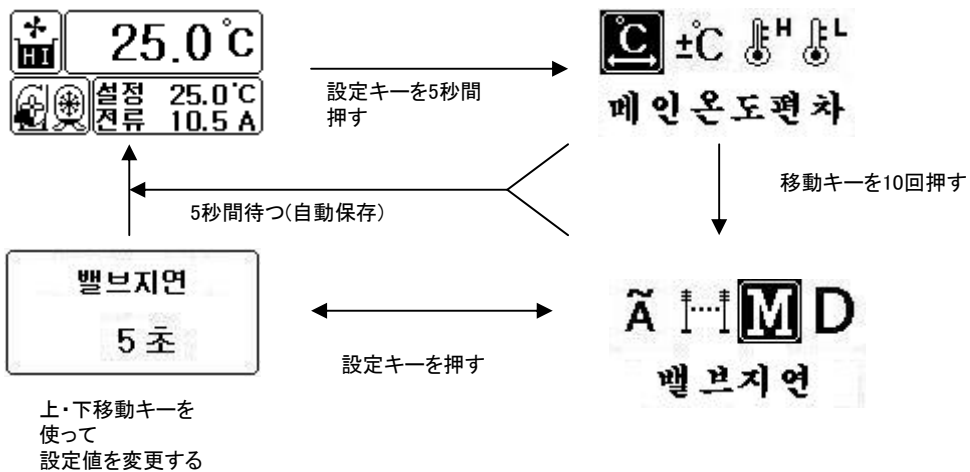 HI
25.0℃
설정 25.0℃
전류 10.5 A
設定キーを5秒間
押す
±℃ H L
메인온도편차
移動キーを10回押す
5秒間待つ(自動保存)
밸브지연
5 초
設定キーを押す
Ã M D
밸브지연
上・下移動キーを
使って
設定値を変更する